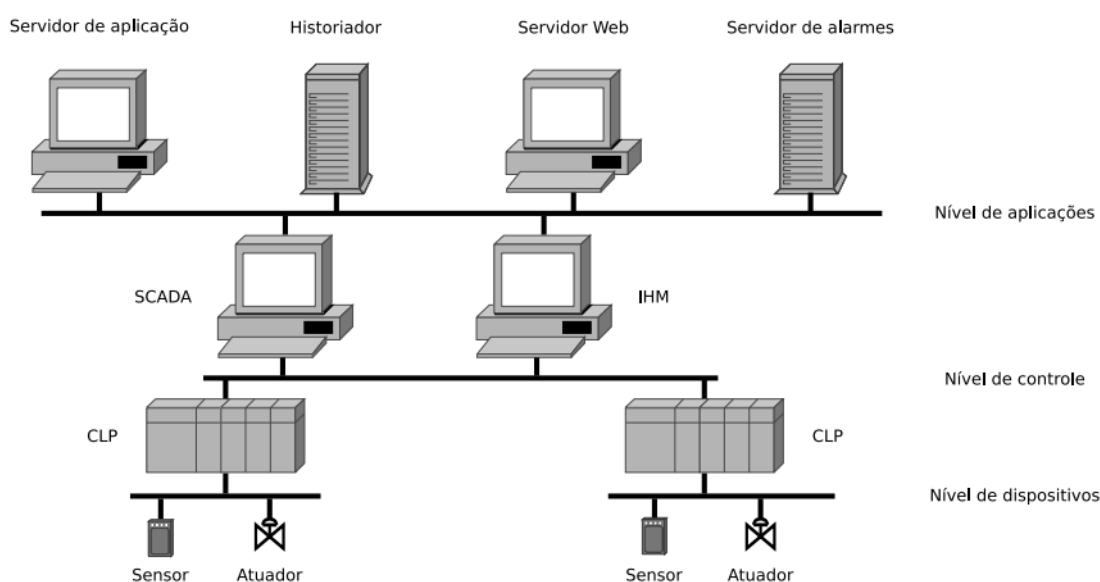 Servidor de aplicação
Historiador
Servidor Web
Servidor de alarmes
Nível de aplicações
SCADA
IHM
Nível de controle
CLP
CLP
Nível de dispositivos
Sensor
Atuador
Sensor
Atuador